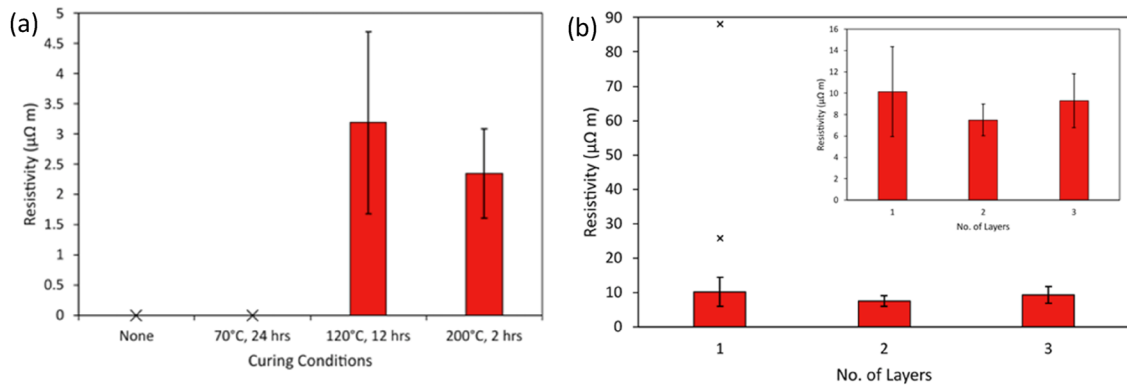 (a)
5
4.5
4
3.5
3
2.5
2
1.5
1
0.5
0
Resistivity (μΩ m)
None 70°C, 24 hrs 120°C, 12 hrs 200°C, 2 hrs
Curing Conditions
(b)
90
80
70
60
50
40
30
20
10
0
Resistivity (μΩ m)
1 2 3
No. of Layers
16
14
12
10
8
6
4
2
0
Resistivity (μΩ m)
1 2 3
No. of Layers